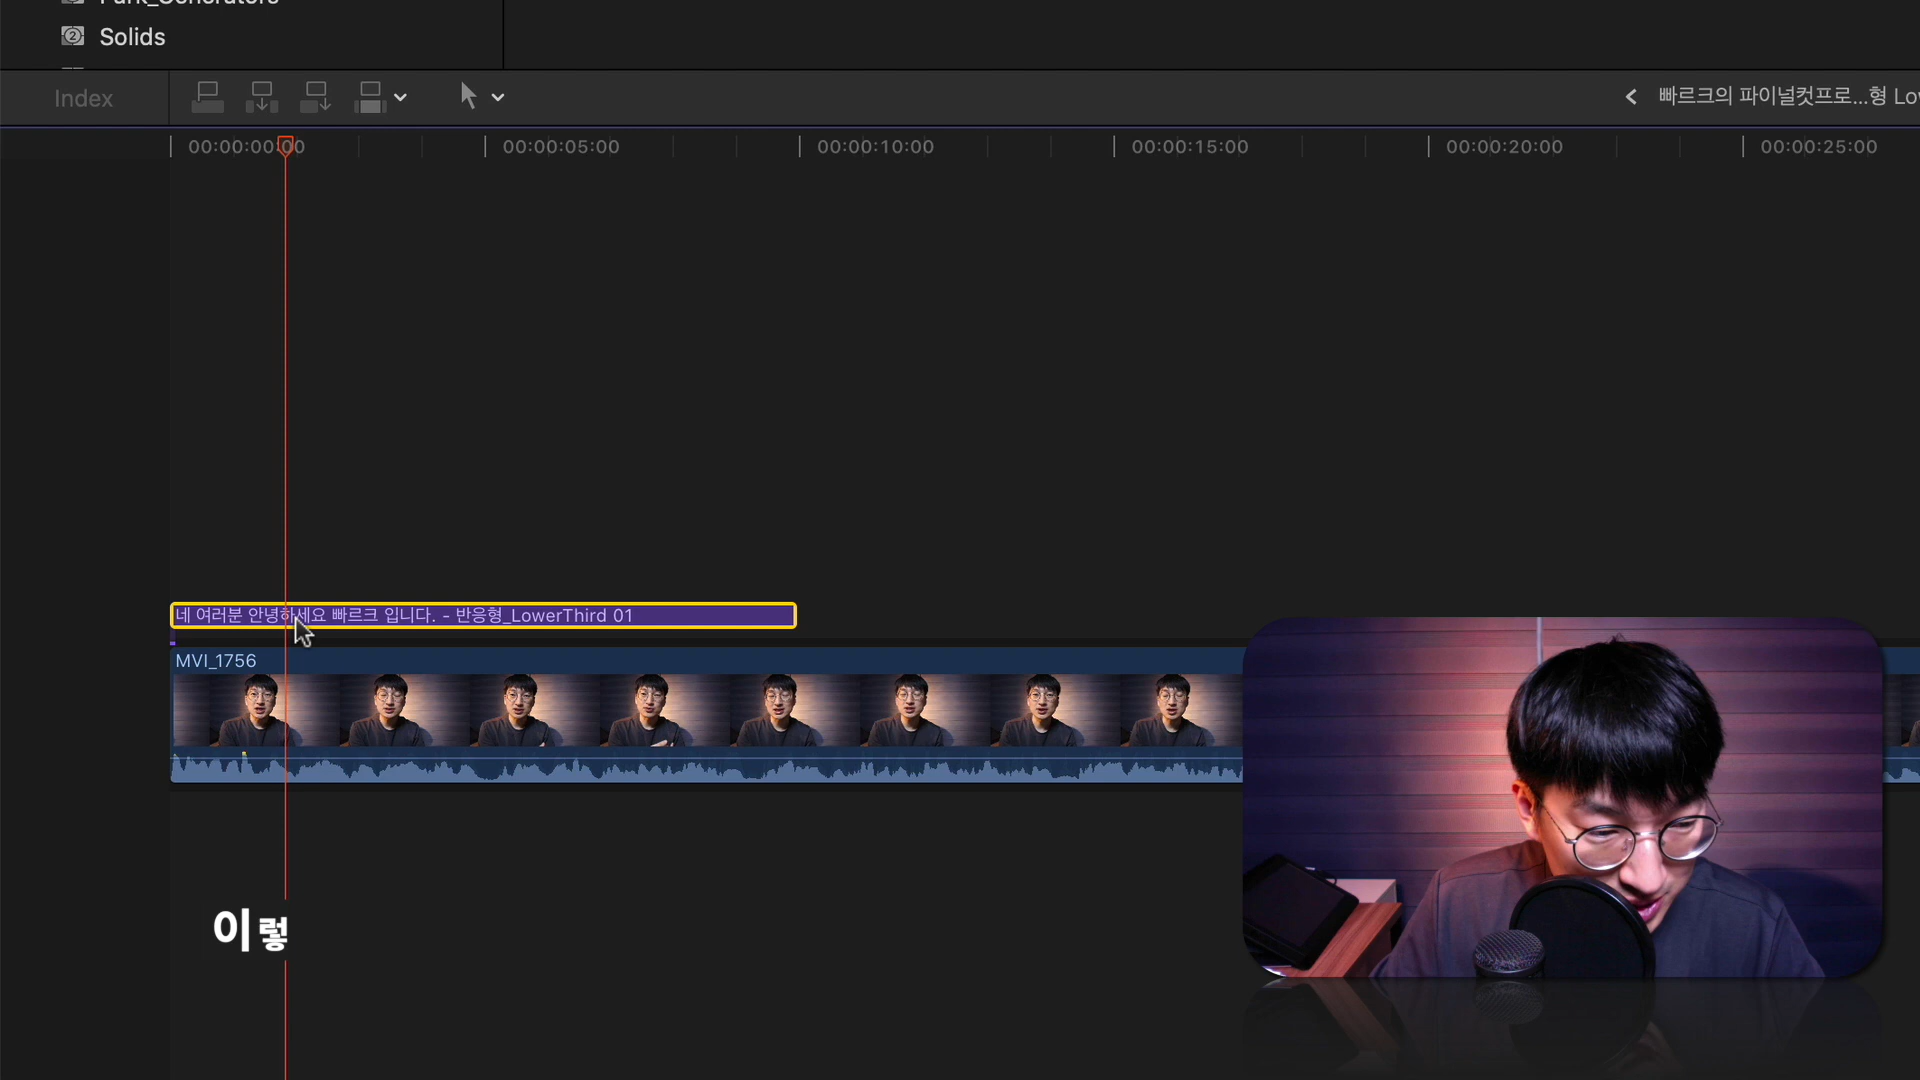 Park_Generators
Solids
Index
빠르크의 파이널컷프로...형 Lov
00:00:00:00
00:00:05:00
00:00:10:00
00:00:15:00
00:00:20:00
00:00:25:00
네 여러분 안녕하세요 빠르크 입니다. - 반응형_LowerThird 01
MVI_1756
이렇